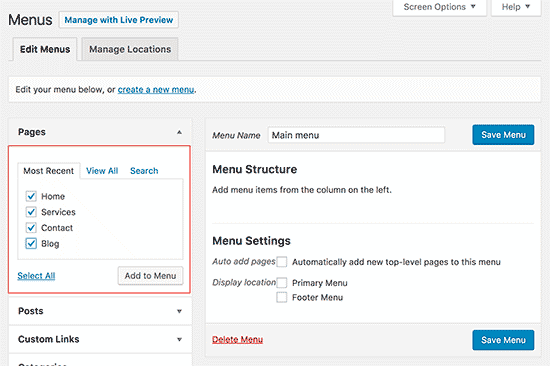 Menus Manage with Live Preview Screen Options ▼ Help ▼
Edit Menus Manage Locations
Edit your menu below, or create a new menu.
Pages
Most Recent View All Search
Home
Services
Contact
Blog
Select All Add to Menu
Posts
Custom Links
Menu Name Main menu Save Menu
Menu Structure
Add menu items from the column on the left.
Menu Settings
Auto add pages Automatically add new top-level pages to this menu
Display location Primary Menu
Footer Menu
Delete Menu Save Menu